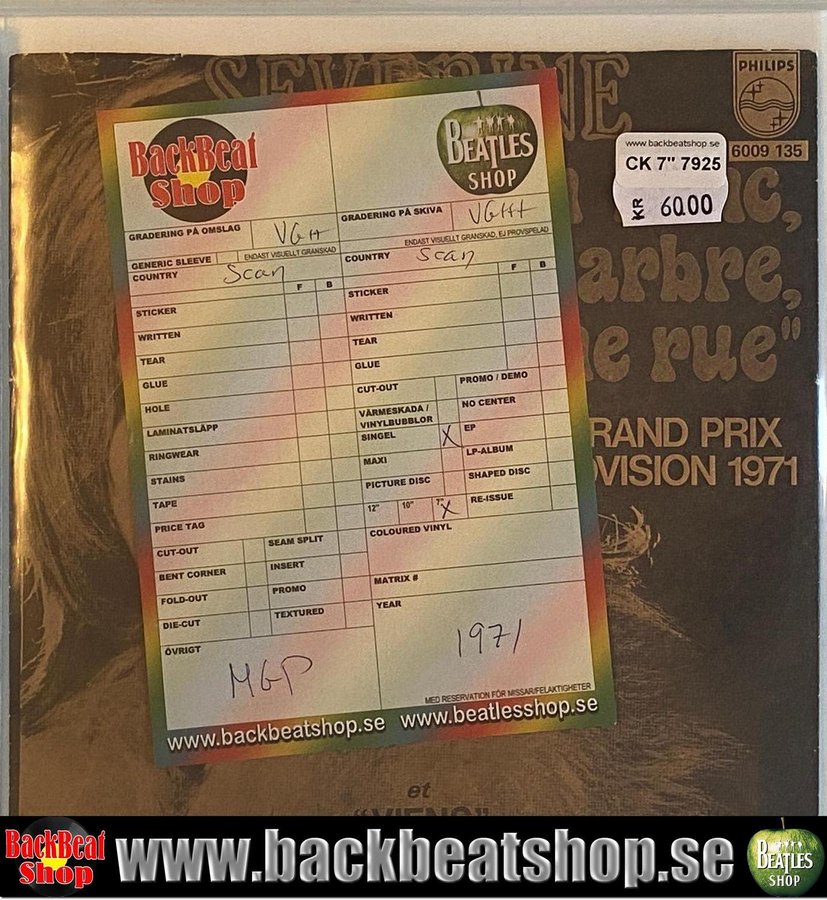 SEVERINE
PHILIPS
6009 135
www.backbeatshop.se
CK 7" 7925
KR 60.00
arbre,
rue"
RAND PRIX
VISION 1971
BackBeat
Shop
BEATLES
SHOP
GRADERING PÅ OMSLAG VG+
ENDAST VISUELLT GRANSKAD
GENERIC SLEEVE
COUNTRY Scan
F B
STICKER
WRITTEN
TEAR
GLUE
HOLE
LAMINATSLÄPP
RINGWEAR
STAINS
TAPE
PRICE TAG
CUT-OUT SEAM SPLIT
BENT CORNER INSERT
FOLD-OUT PROMO
DIE-CUT TEXTURED
ÖVRIGT
MGP
GRADERING PÅ SKIVA VG++
ENDAST VISUELLT GRANSKAD, EJ PROVSPELAD
COUNTRY Scan
F B
STICKER
WRITTEN
TEAR
GLUE
CUT-OUT PROMO / DEMO
VÄRMESKADA /
VINYLBUBBLOR NO CENTER
SINGEL X EP
MAXI LP-ALBUM
PICTURE DISC SHAPED DISC
12" 10" 7" X RE-ISSUE
COLOURED VINYL
MATRIX #
YEAR
1971
MED RESERVATION FÖR MISSAR/FELAKTIGHETER
www.backbeatshop.se www.beatlesshop.se
et
"VIENS"
BackBeat
Shop
www.backbeatshop.se
BEATLES
SHOP